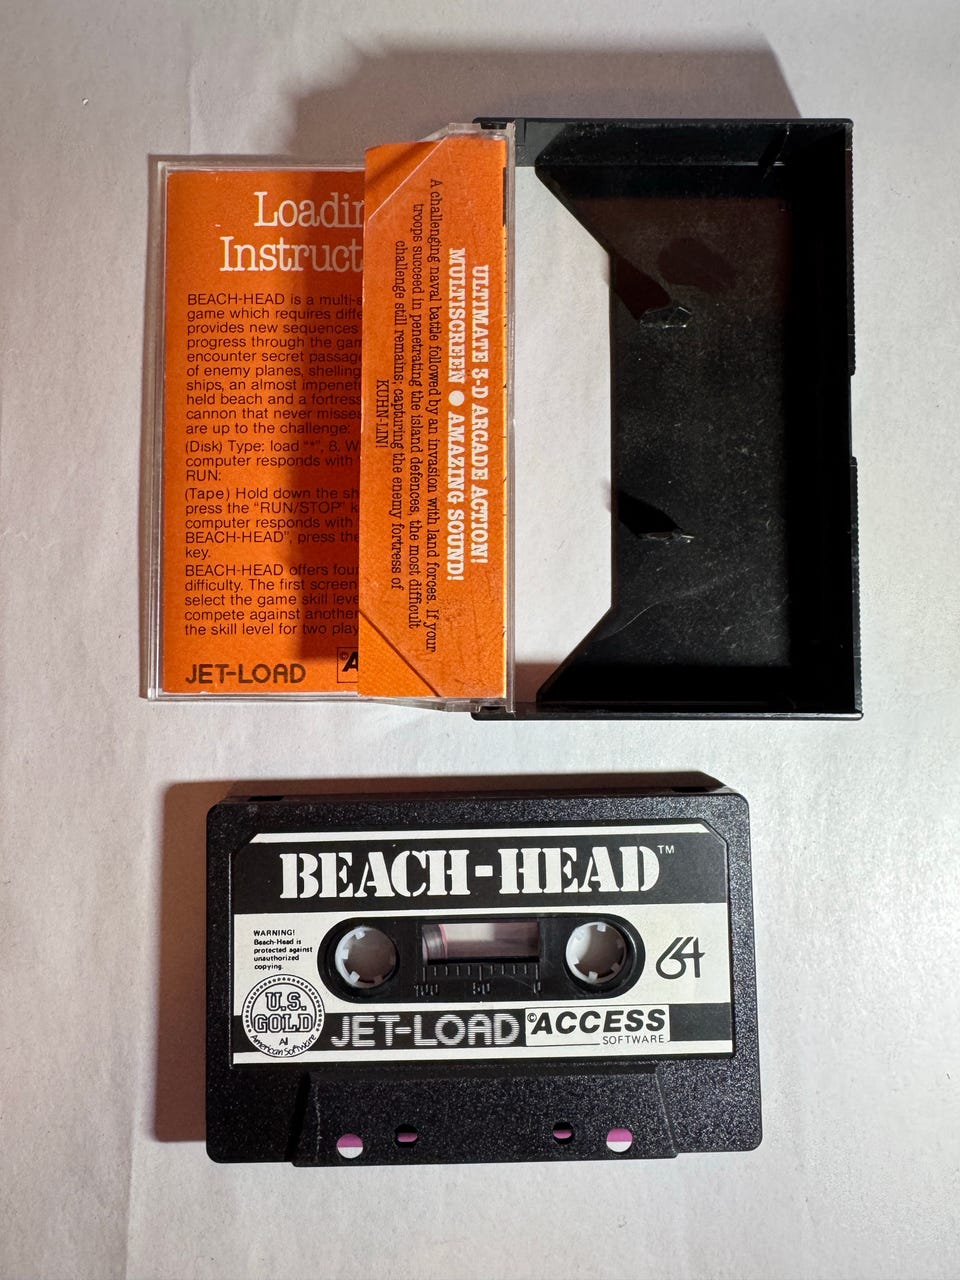 Loadin
Instruct
BEACH-HEAD is a multi-s
game which requires diffe
provides new sequences
progress through the gam
encounter secret passage
of enemy planes, shelling
ships, an almost impenet
held beach and a fortress
cannon that never misses
are up to the challenge:
(Disk) Type: load "*", 8. W
computer responds with
RUN:
(Tape) Hold down the sh
press the "RUN/STOP" k
computer responds with
BEACH-HEAD", press the
key.
BEACH-HEAD offers four
difficulty. The first screen
select the game skill leve
compete against another
the skill level for two play
JET-LOAD
©A
ULTIMATE 3-D ARCADE ACTION!
MULTISCREEN ● AMAZING SOUND!
A challenging naval battle followed by an invasion with land forces. If your
troops succeed in penetrating the island defences, the most difficult
challenge still remains; capturing the enemy fortress of
KUHN-LIN!
BEACH-HEAD™
WARNING!
Beach-Head is
protected against
unauthorized
copying.
64
100 50 0
U.S.
GOLD
All
American Software
JET-LOAD
©ACCESS
SOFTWARE